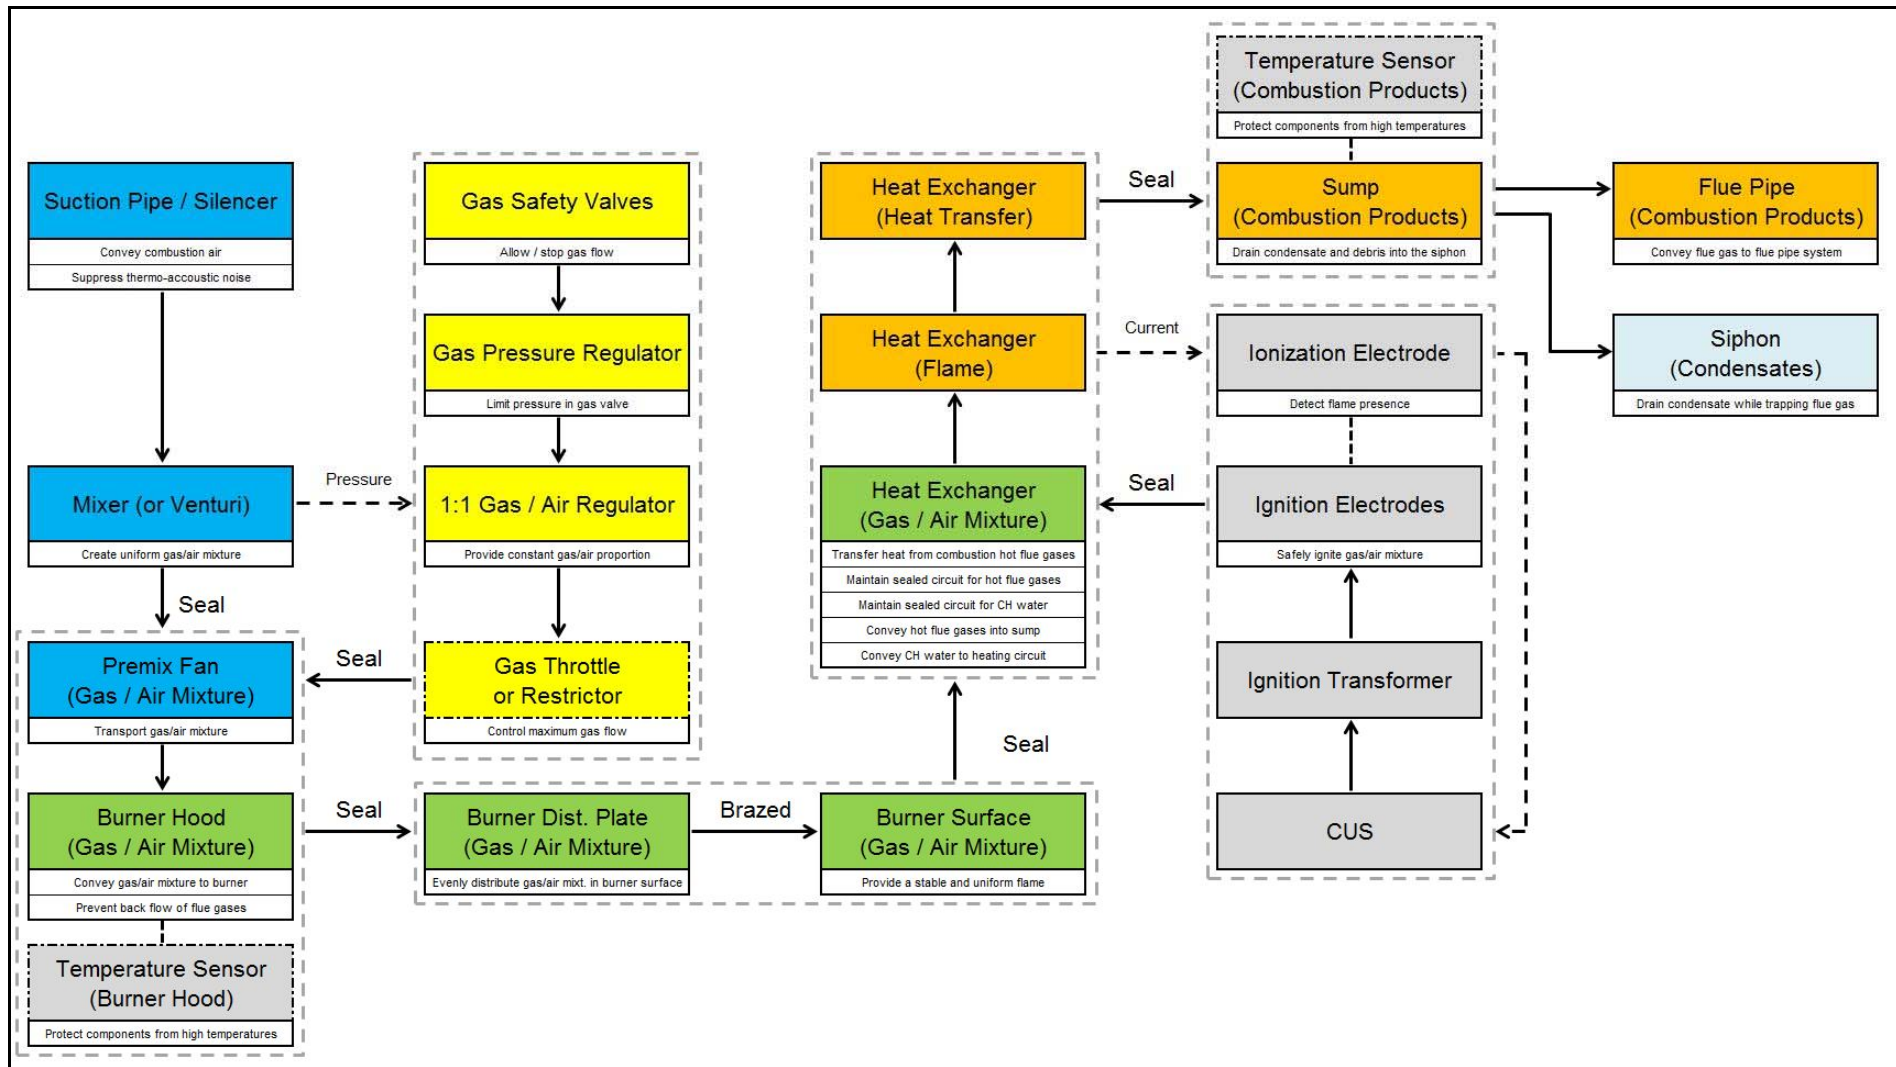 Suction Pipe / Silencer
Convey combustion air
Suppress thermo-accoustic noise
Mixer (or Venturi)
Create uniform gas/air mixture
Pressure
Seal
Premix Fan
(Gas / Air Mixture)
Transport gas/air mixture
Burner Hood
(Gas / Air Mixture)
Convey gas/air mixture to burner
Prevent back flow of flue gases
Temperature Sensor
(Burner Hood)
Protect components from high temperatures
Gas Safety Valves
Allow / stop gas flow
Gas Pressure Regulator
Limit pressure in gas valve
1:1 Gas / Air Regulator
Provide constant gas/air proportion
Seal
Gas Throttle
or Restrictor
Control maximum gas flow
Seal
Burner Dist. Plate
(Gas / Air Mixture)
Evenly distribute gas/air mixt. in burner surface
Brazed
Burner Surface
(Gas / Air Mixture)
Provide a stable and uniform flame
Seal
Heat Exchanger
(Heat Transfer)
Heat Exchanger
(Flame)
Heat Exchanger
(Gas / Air Mixture)
Transfer heat from combustion hot flue gases
Maintain sealed circuit for hot flue gases
Maintain sealed circuit for CH water
Convey hot flue gases into sump
Convey CH water to heating circuit
Seal
Current
Seal
Temperature Sensor
(Combustion Products)
Protect components from high temperatures
Sump
(Combustion Products)
Drain condensate and debris into the siphon
Ionization Electrode
Detect flame presence
Ignition Electrodes
Safely ignite gas/air mixture
Ignition Transformer
CUS
Flue Pipe
(Combustion Products)
Convey flue gas to flue pipe system
Siphon
(Condensates)
Drain condensate while trapping flue gas